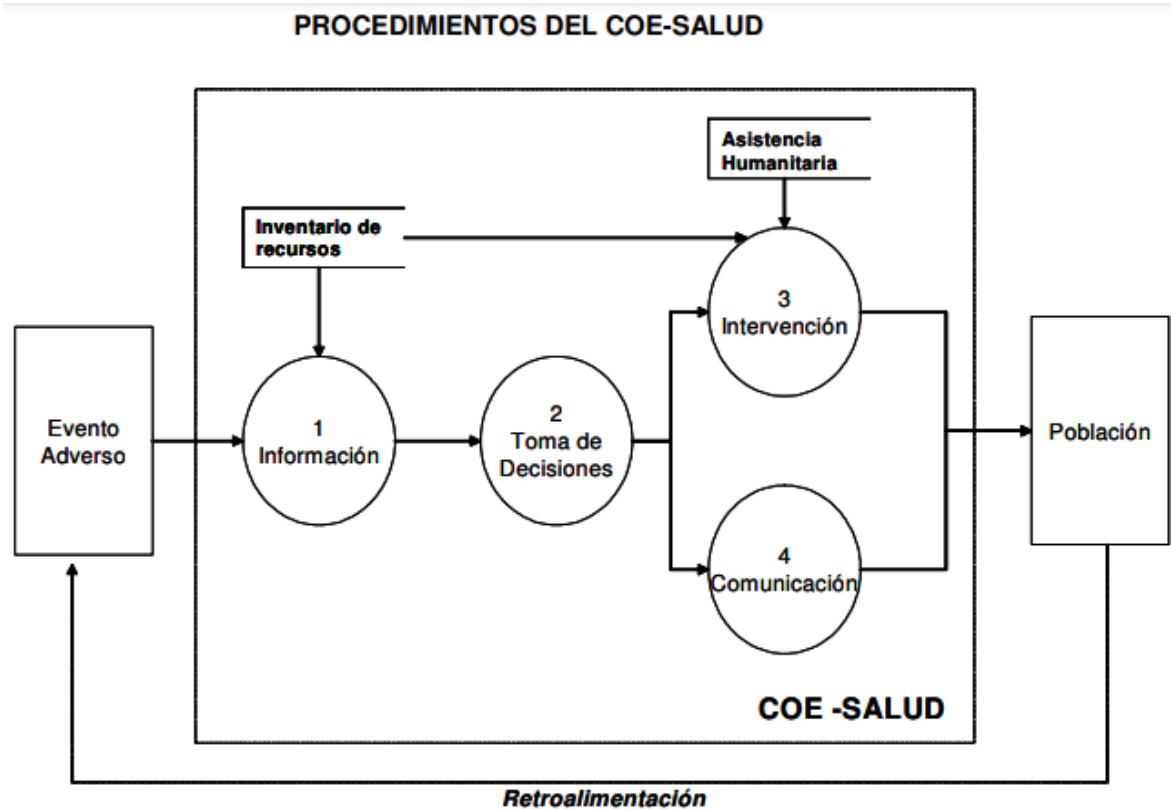 PROCEDIMIENTOS DEL COE-SALUD
Asistencia
Humanitaria
Inventario de
recursos
3
Intervención
Evento
Adverso
1
Información
2
Toma de
Decisiones
Población
4
Comunicación
COE -SALUD
Retroalimentación